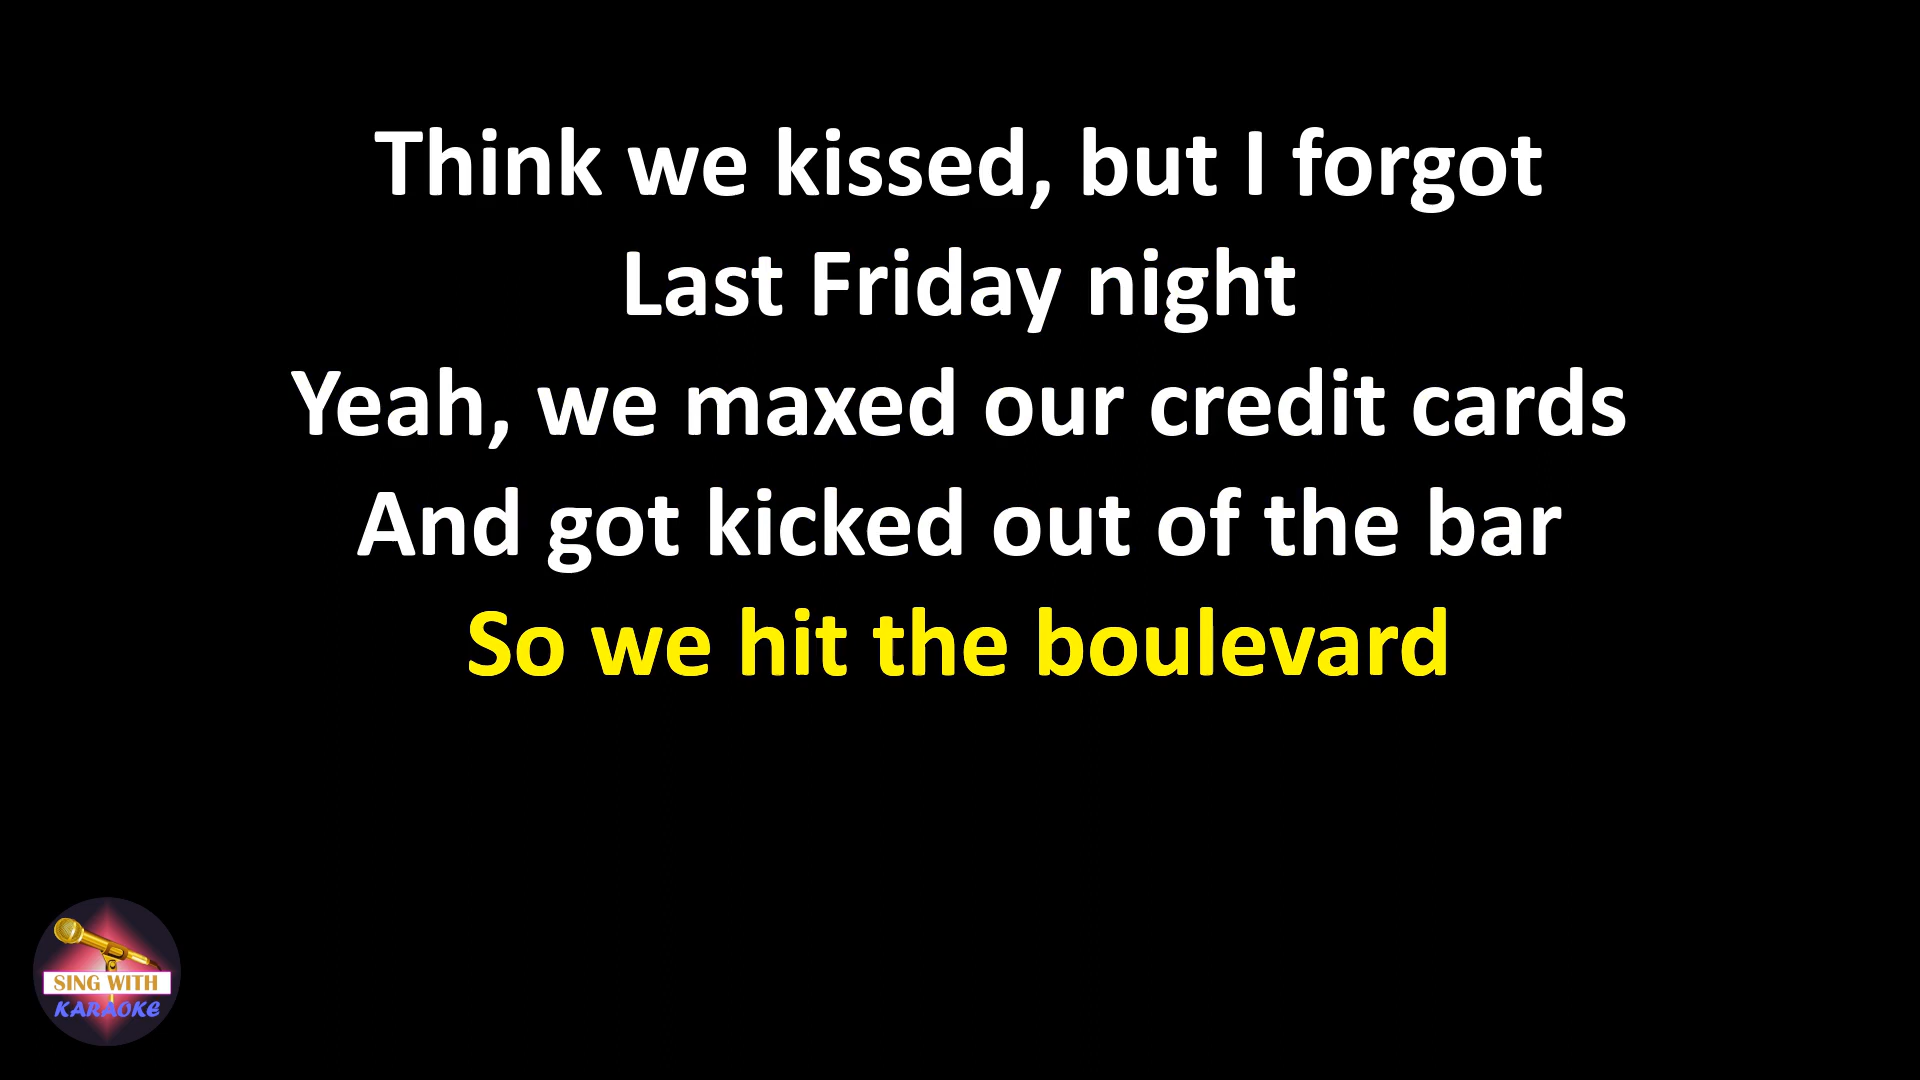 Think we kissed, but I forgot
Last Friday night
Yeah, we maxed our credit cards
And got kicked out of the bar
So we hit the boulevard
SING WITH
KARAOKE